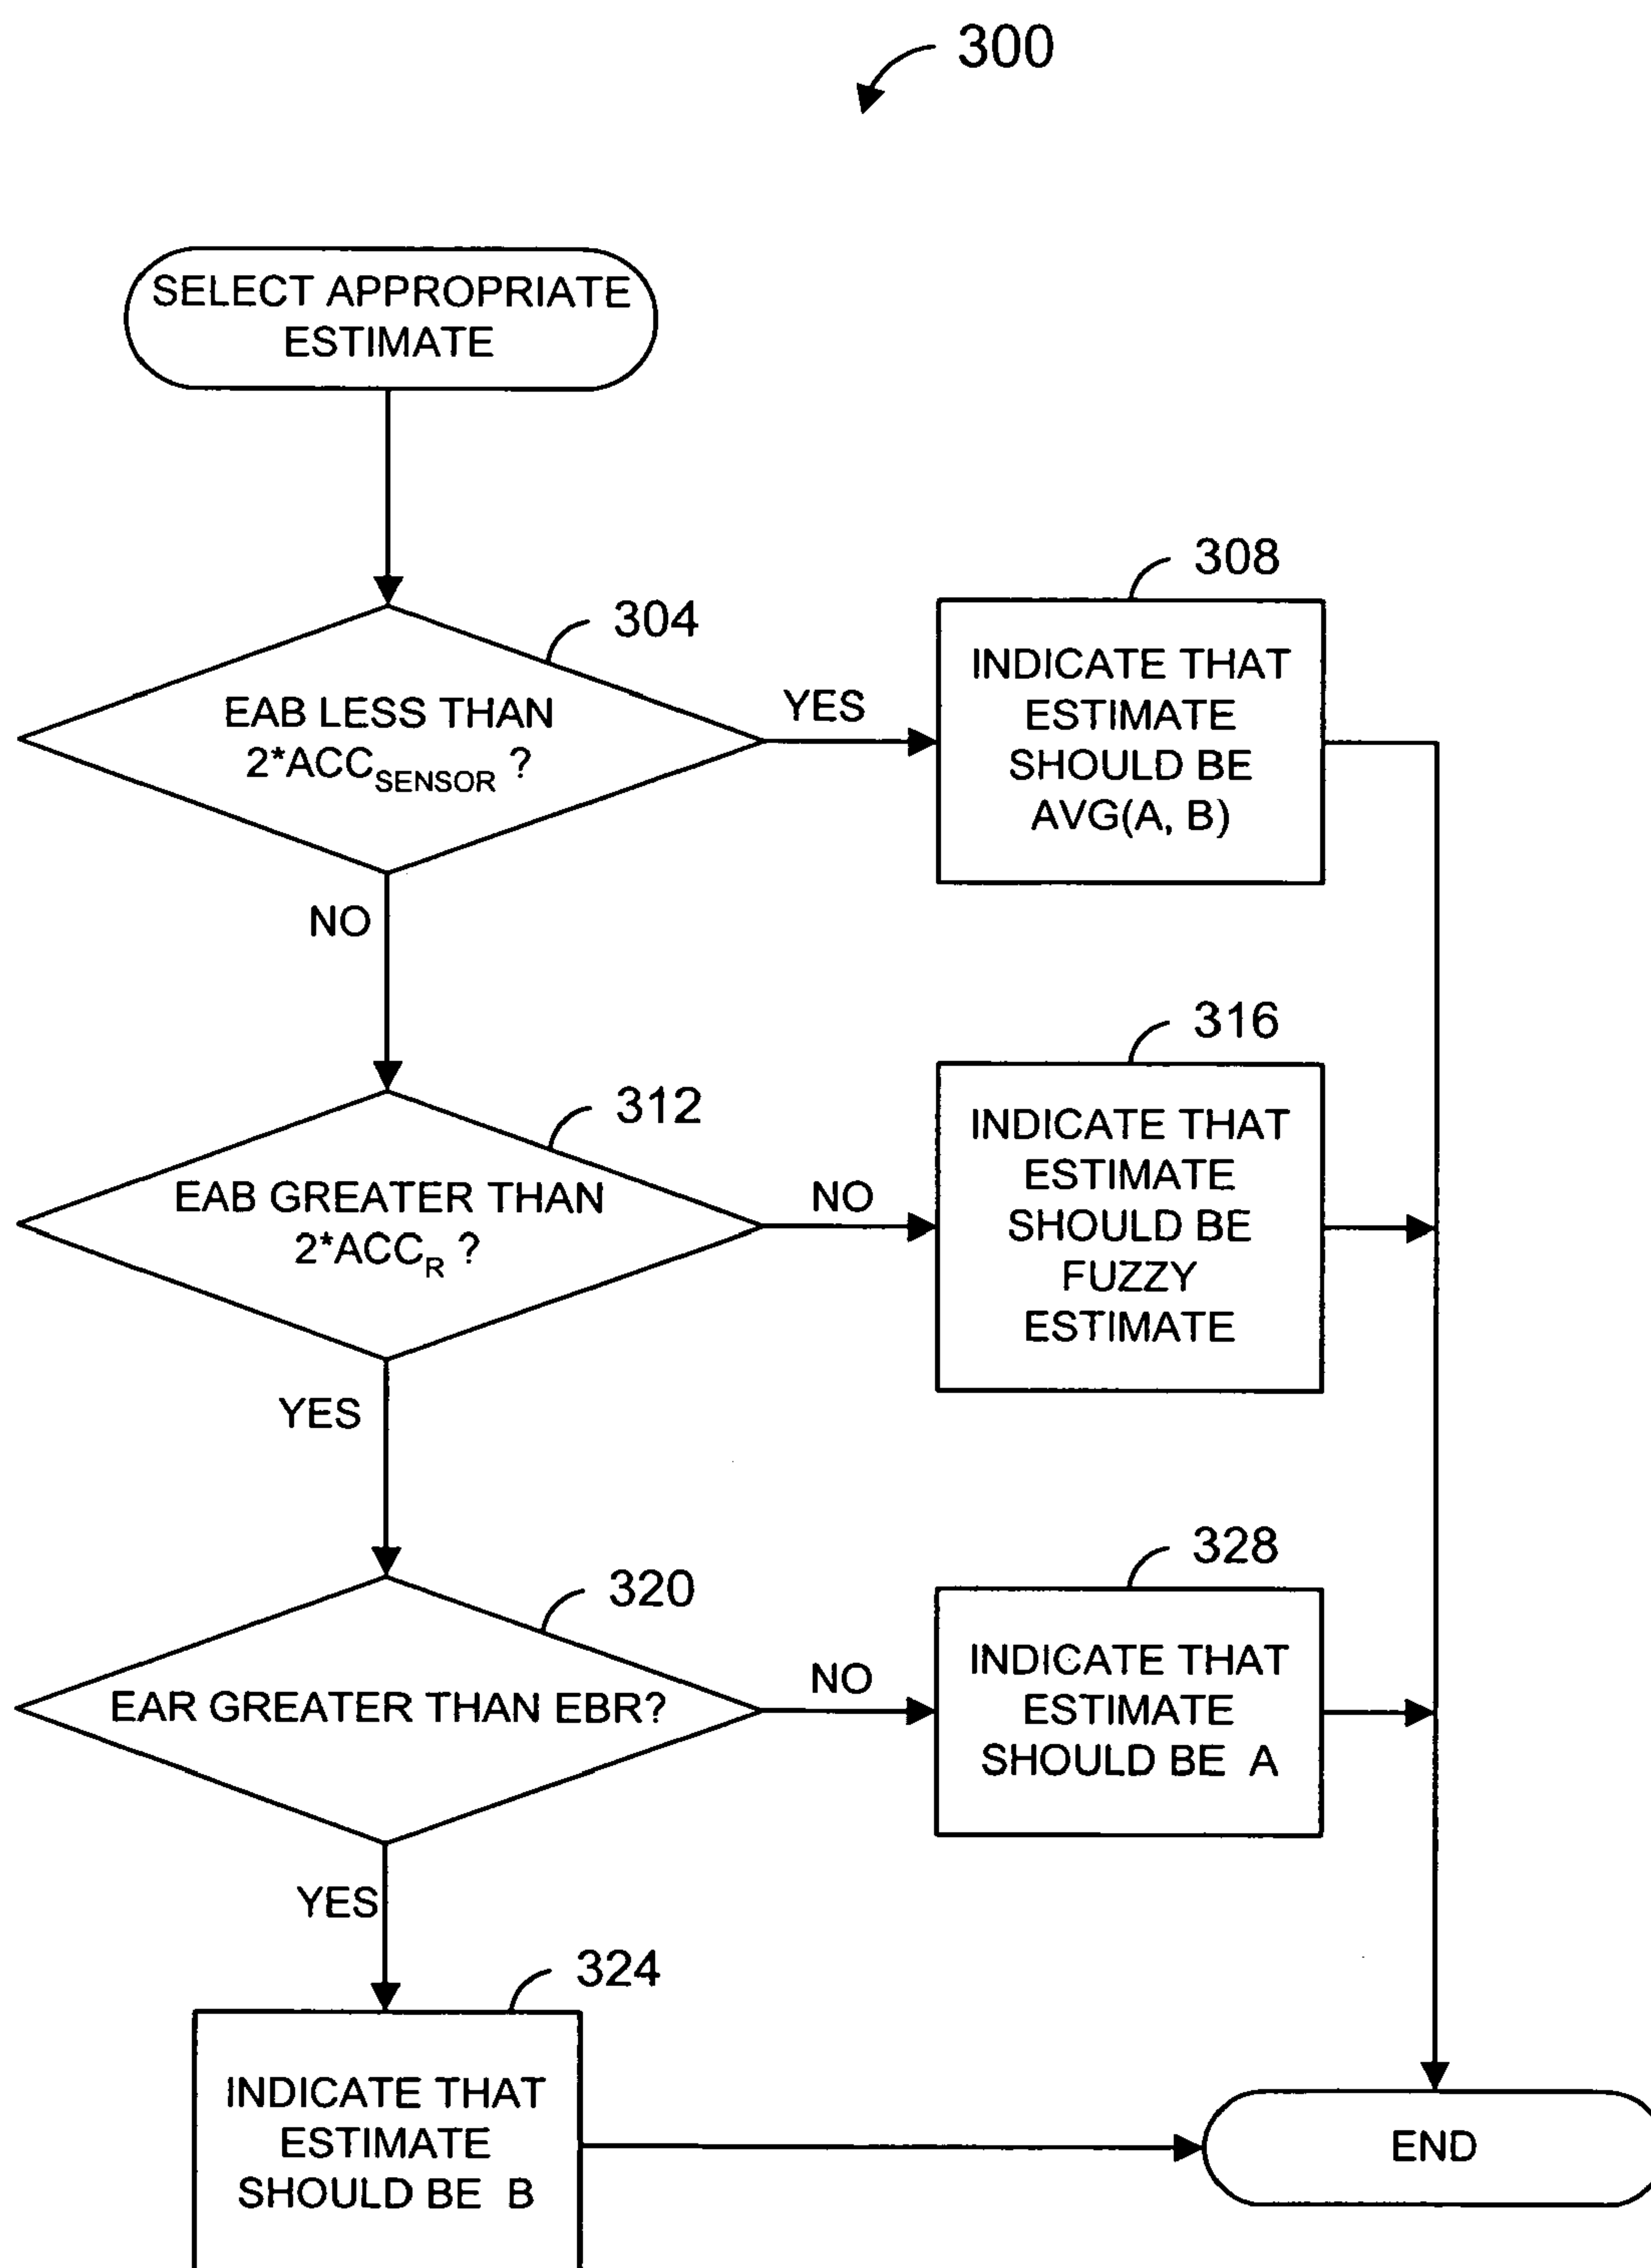 300
SELECT APPROPRIATE
ESTIMATE
304
EAB LESS THAN
2*ACC_SENSOR ?
YES
308
INDICATE THAT
ESTIMATE
SHOULD BE
AVG(A, B)
NO
312
EAB GREATER THAN
2*ACC_R ?
NO
316
INDICATE THAT
ESTIMATE
SHOULD BE
FUZZY
ESTIMATE
YES
320
EAR GREATER THAN EBR?
NO
328
INDICATE THAT
ESTIMATE
SHOULD BE A
YES
324
INDICATE THAT
ESTIMATE
SHOULD BE B
END